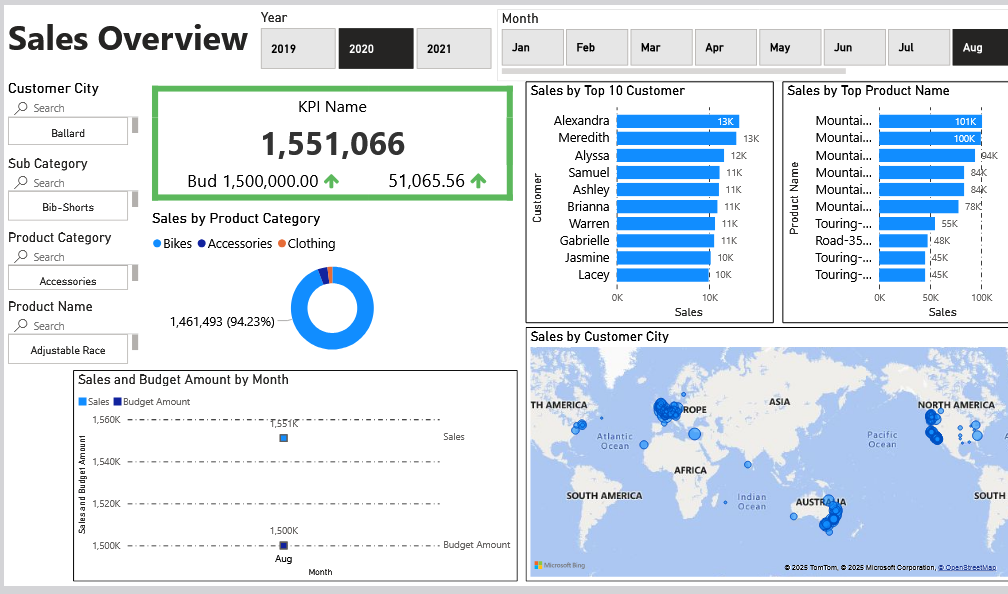 Sales Overview
Year
2019
2020
2021
Month
Jan
Feb
Mar
Apr
May
Jun
Jul
Aug
Customer City
Search
Ballard
Sub Category
Search
Bib-Shorts
Product Category
Search
Accessories
Product Name
Search
Adjustable Race
KPI Name
1,551,066
Bud 1,500,000.00
51,065.56
Sales by Product Category
Bikes
Accessories
Clothing
1,461,493 (94.23%)
Sales by Top 10 Customer
Customer
Alexandra 13K
Meredith 13K
Alyssa 12K
Samuel 11K
Ashley 11K
Brianna 11K
Warren 11K
Gabrielle 11K
Jasmine 10K
Lacey 10K
0K 10K
Sales
Sales by Top Product Name
Product Name
Mountai... 101K
Mountai... 100K
Mountai... 94K
Mountai... 84K
Mountai... 84K
Mountai... 78K
Touring-... 55K
Road-35... 48K
Touring-... 45K
Touring-... 45K
0K 50K 100K
Sales
Sales and Budget Amount by Month
Sales Budget Amount
Sales and Budget Amount
1,560K
1,551K
Sales
1,540K
1,520K
1,500K
1,500K
Budget Amount
Aug
Month
Sales by Customer City
TH AMERICA
ROPE
ASIA
NORTH AMERICA
Atlantic
Ocean
Pacific
Ocean
A
AFRICA
SOUTH AMERICA
Indian
Ocean
AUSTRALIA
SOUTH
Microsoft Bing
© 2025 TomTom, © 2025 Microsoft Corporation, © OpenStreetMap